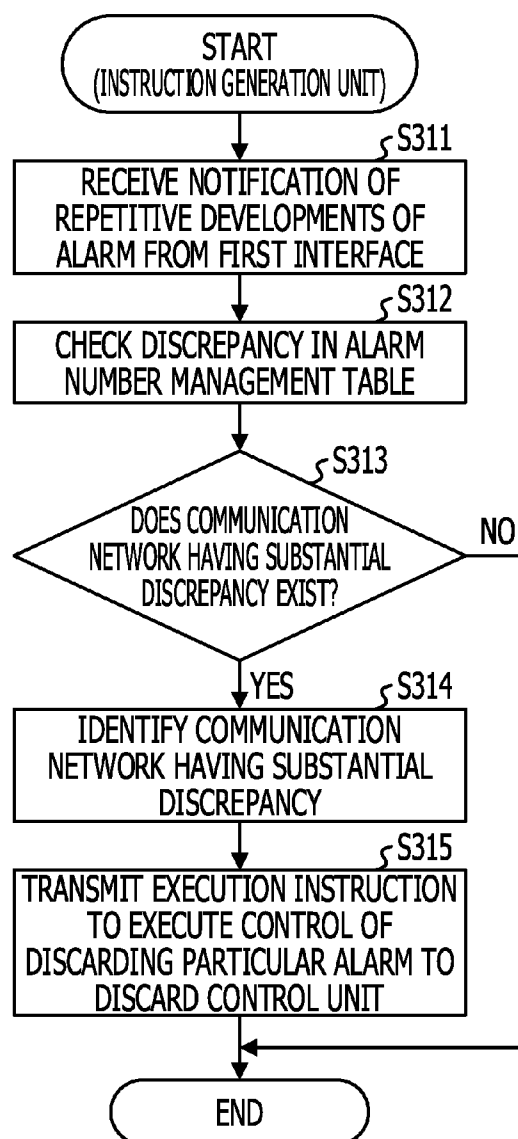 START
(INSTRUCTION GENERATION UNIT)
S311
RECEIVE NOTIFICATION OF
REPETITIVE DEVELOPMENTS OF
ALARM FROM FIRST INTERFACE
S312
CHECK DISCREPANCY IN ALARM
NUMBER MANAGEMENT TABLE
S313
DOES COMMUNICATION
NETWORK HAVING SUBSTANTIAL
DISCREPANCY EXIST?
NO
YES
S314
IDENTIFY COMMUNICATION
NETWORK HAVING SUBSTANTIAL
DISCREPANCY
S315
TRANSMIT EXECUTION INSTRUCTION
TO EXECUTE CONTROL OF
DISCARDING PARTICULAR ALARM TO
DISCARD CONTROL UNIT
END